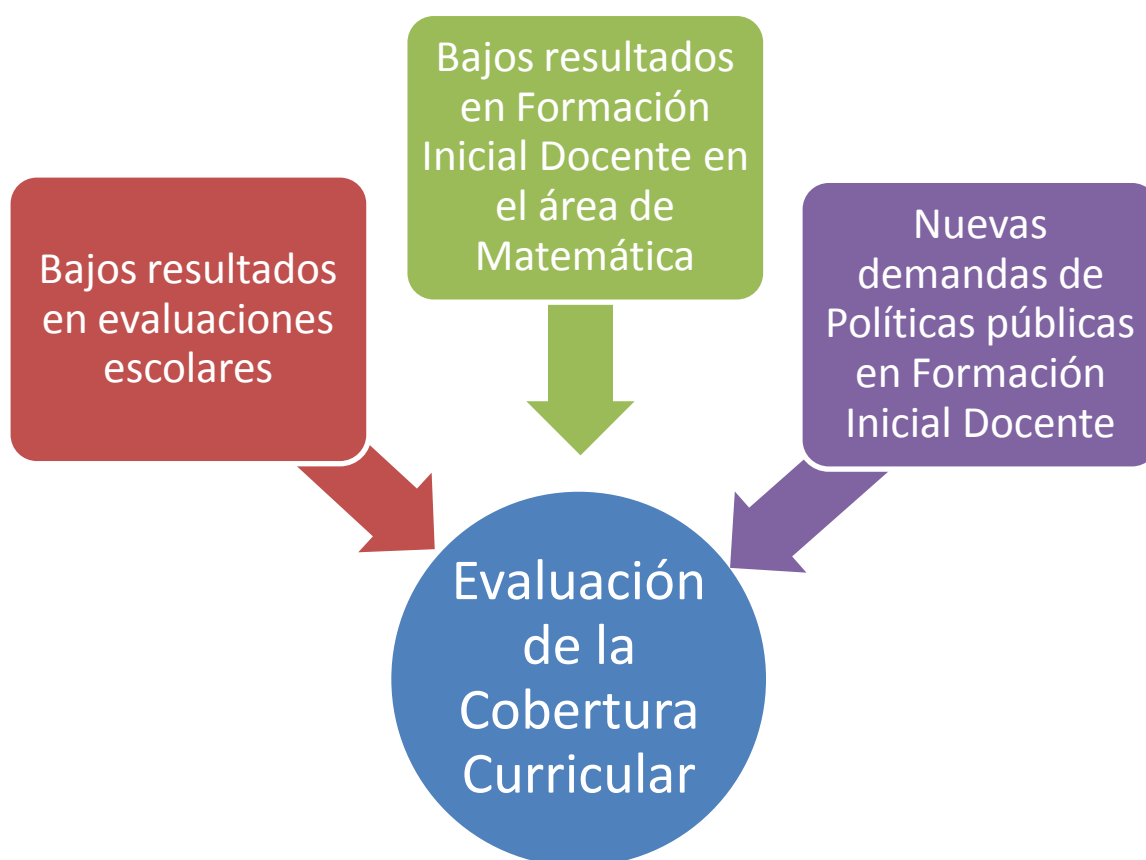 Bajos resultados
en evaluaciones
escolares
Bajos resultados
en Formación
Inicial Docente en
el área de
Matemática
Nuevas
demandas de
Políticas públicas
en Formación
Inicial Docente
Evaluación
de la
Cobertura
Curricular